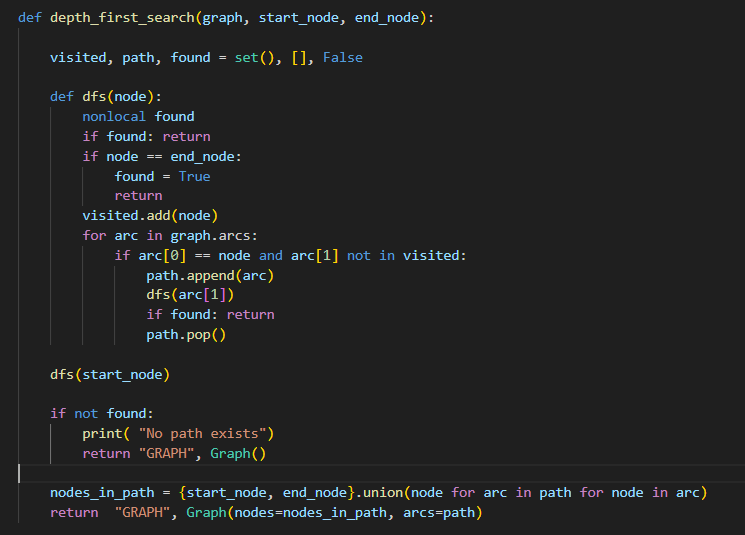 def depth_first_search(graph, start_node, end_node):
visited, path, found = set(), [], False
def dfs(node):
nonlocal found
if found: return
if node == end_node:
found = True
return
visited.add(node)
for arc in graph.arcs:
if arc[0] == node and arc[1] not in visited:
path.append(arc)
dfs(arc[1])
if found: return
path.pop()
dfs(start_node)
if not found:
print( "No path exists")
return "GRAPH", Graph()
nodes_in_path = {start_node, end_node}.union(node for arc in path for node in arc)
return  "GRAPH", Graph(nodes=nodes_in_path, arcs=path)